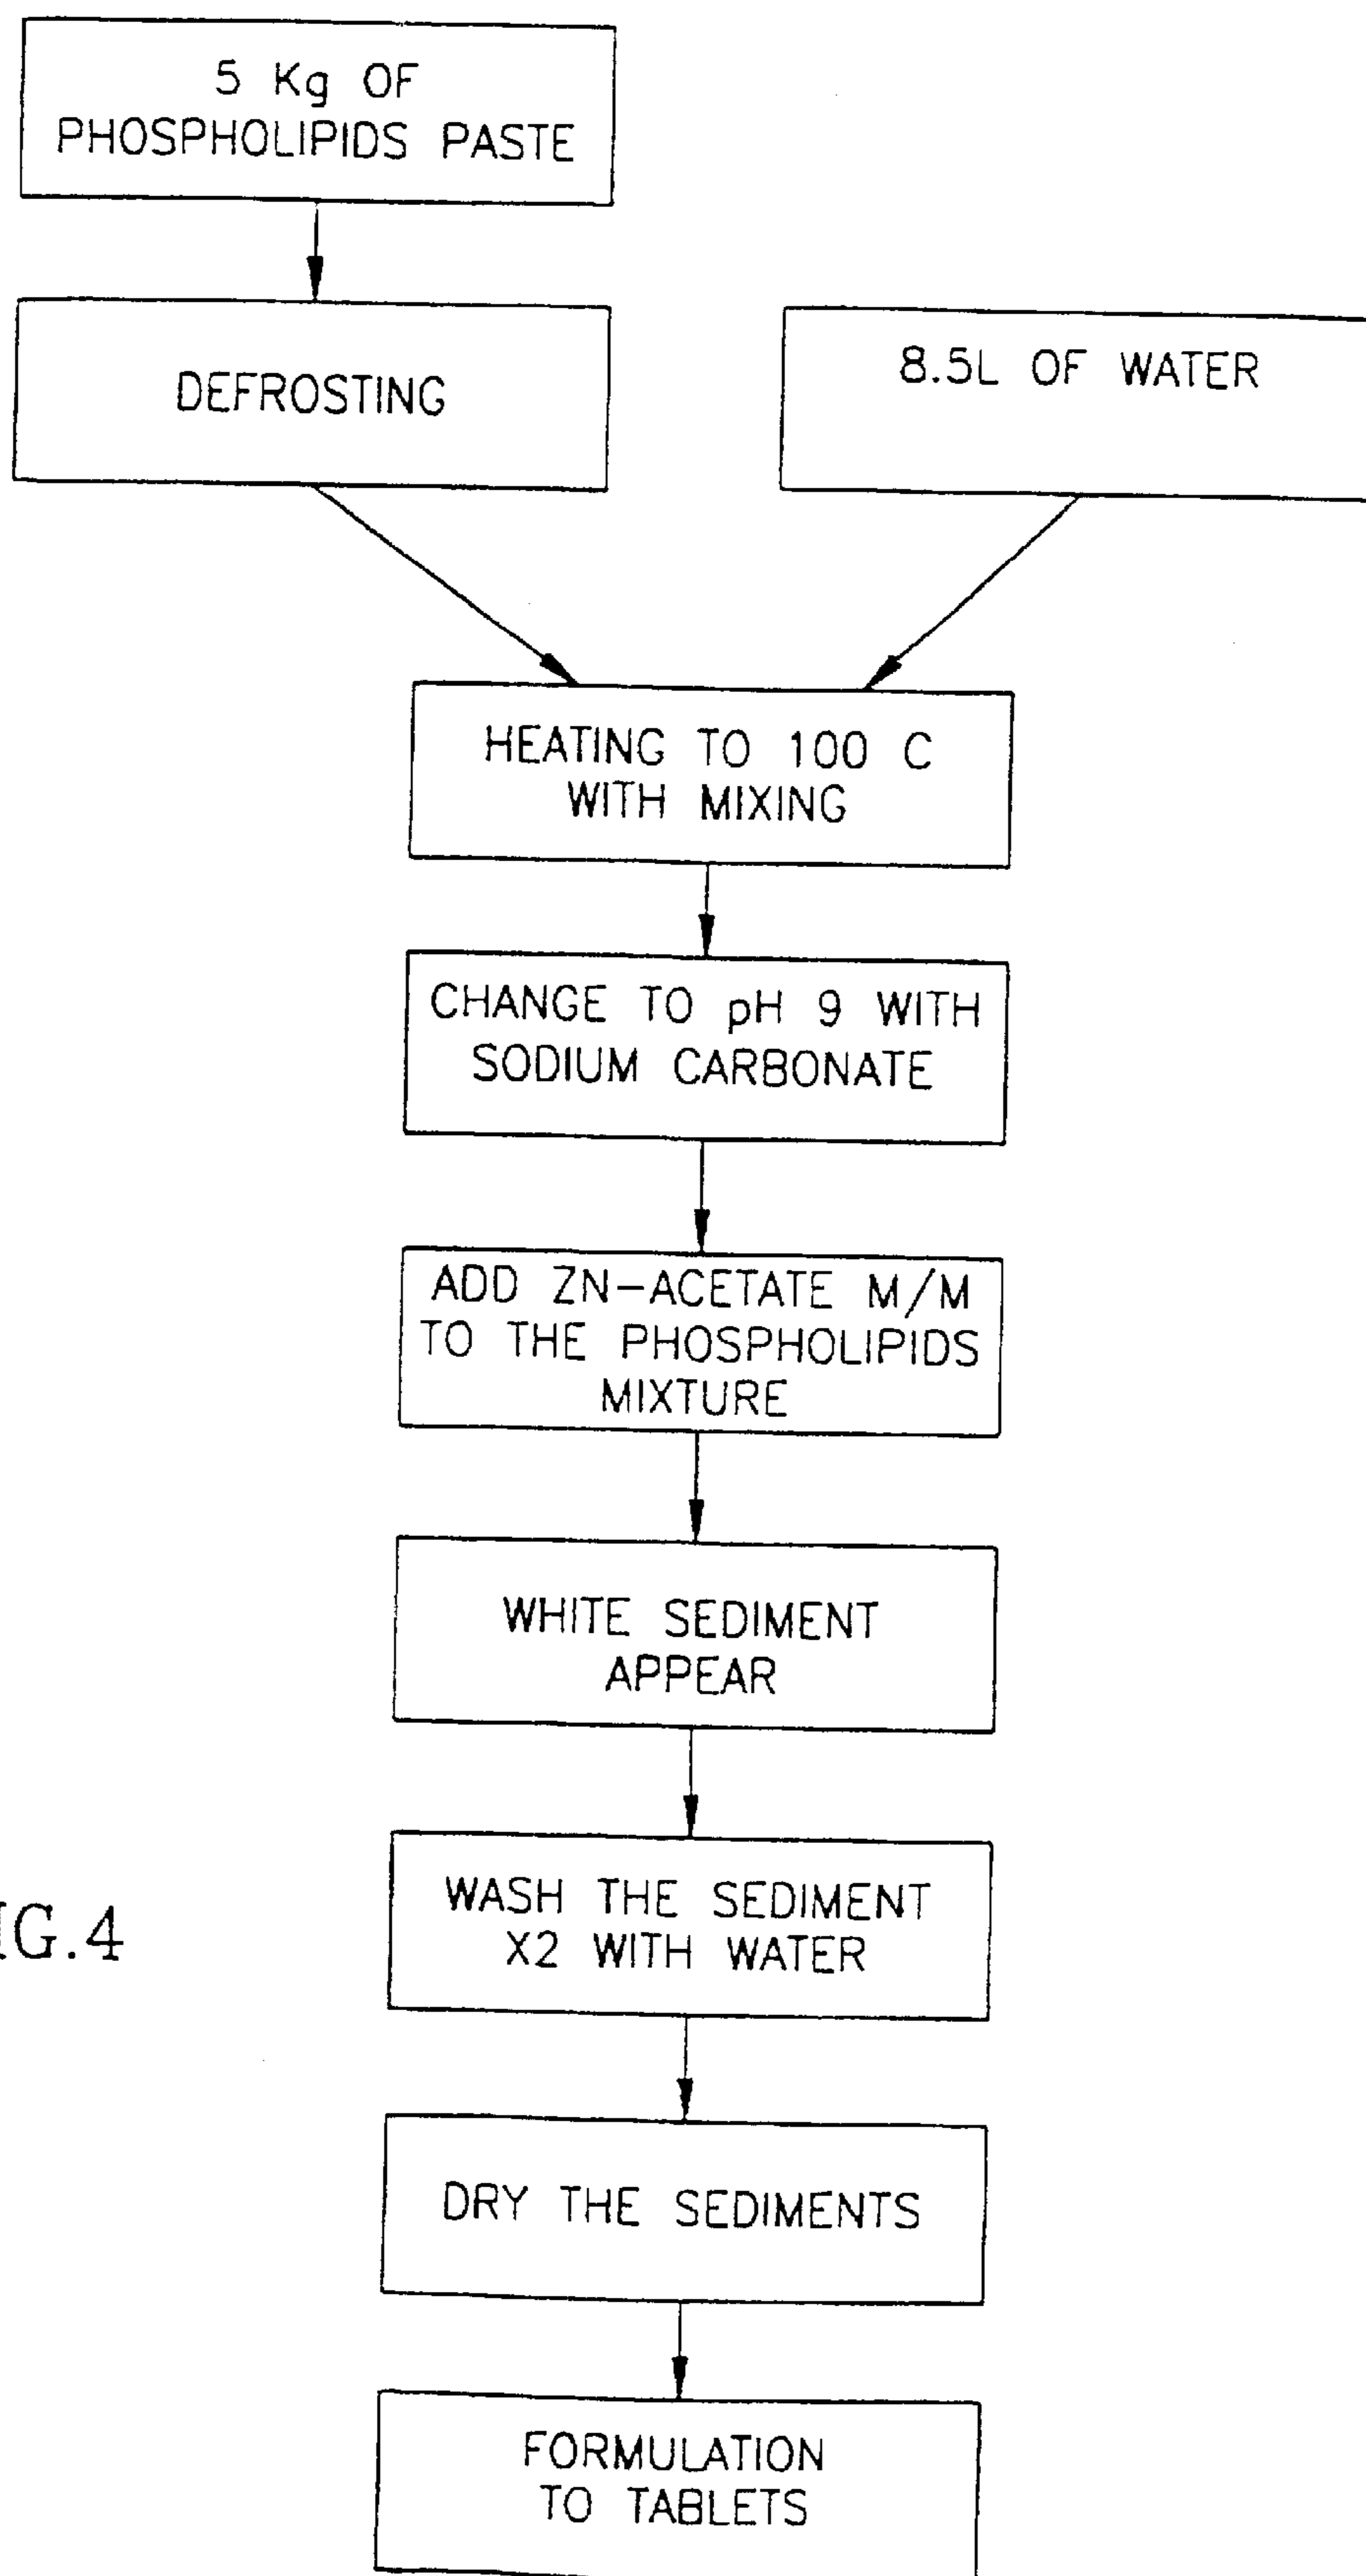 5 Kg OF
PHOSPHOLIPIDS PASTE
DEFROSTING
8.5L OF WATER
HEATING TO 100 C
WITH MIXING
CHANGE TO pH 9 WITH
SODIUM CARBONATE
ADD ZN-ACETATE M/M
TO THE PHOSPHOLIPIDS
MIXTURE
WHITE SEDIMENT
APPEAR
WASH THE SEDIMENT
X2 WITH WATER
IG.4
DRY THE SEDIMENTS
FORMULATION
TO TABLETS